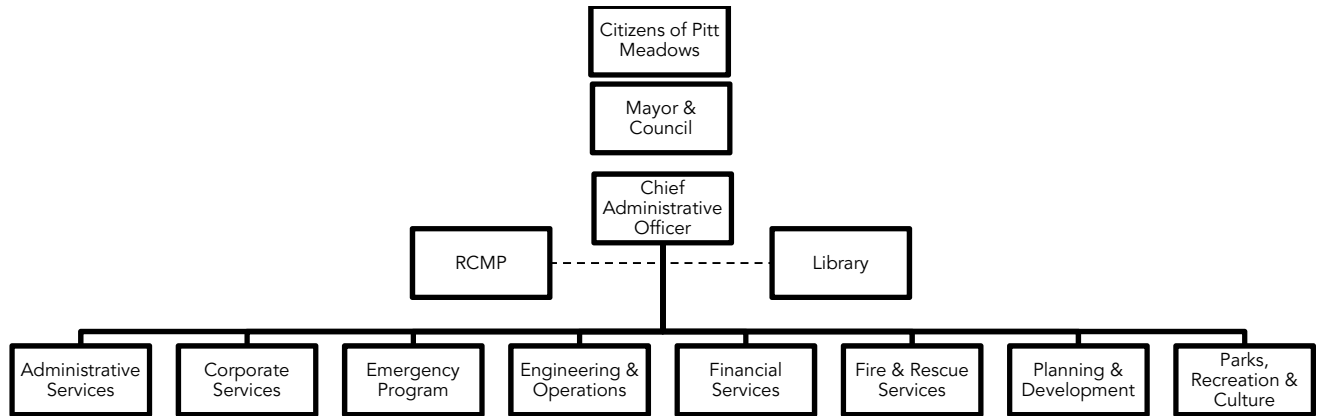 Citizens of Pitt
Meadows
Mayor &
Council
Chief
Administrative
Officer
RCMP
Library
Administrative
Services
Corporate
Services
Emergency
Program
Engineering &
Operations
Financial
Services
Fire & Rescue
Services
Planning &
Development
Parks,
Recreation &
Culture